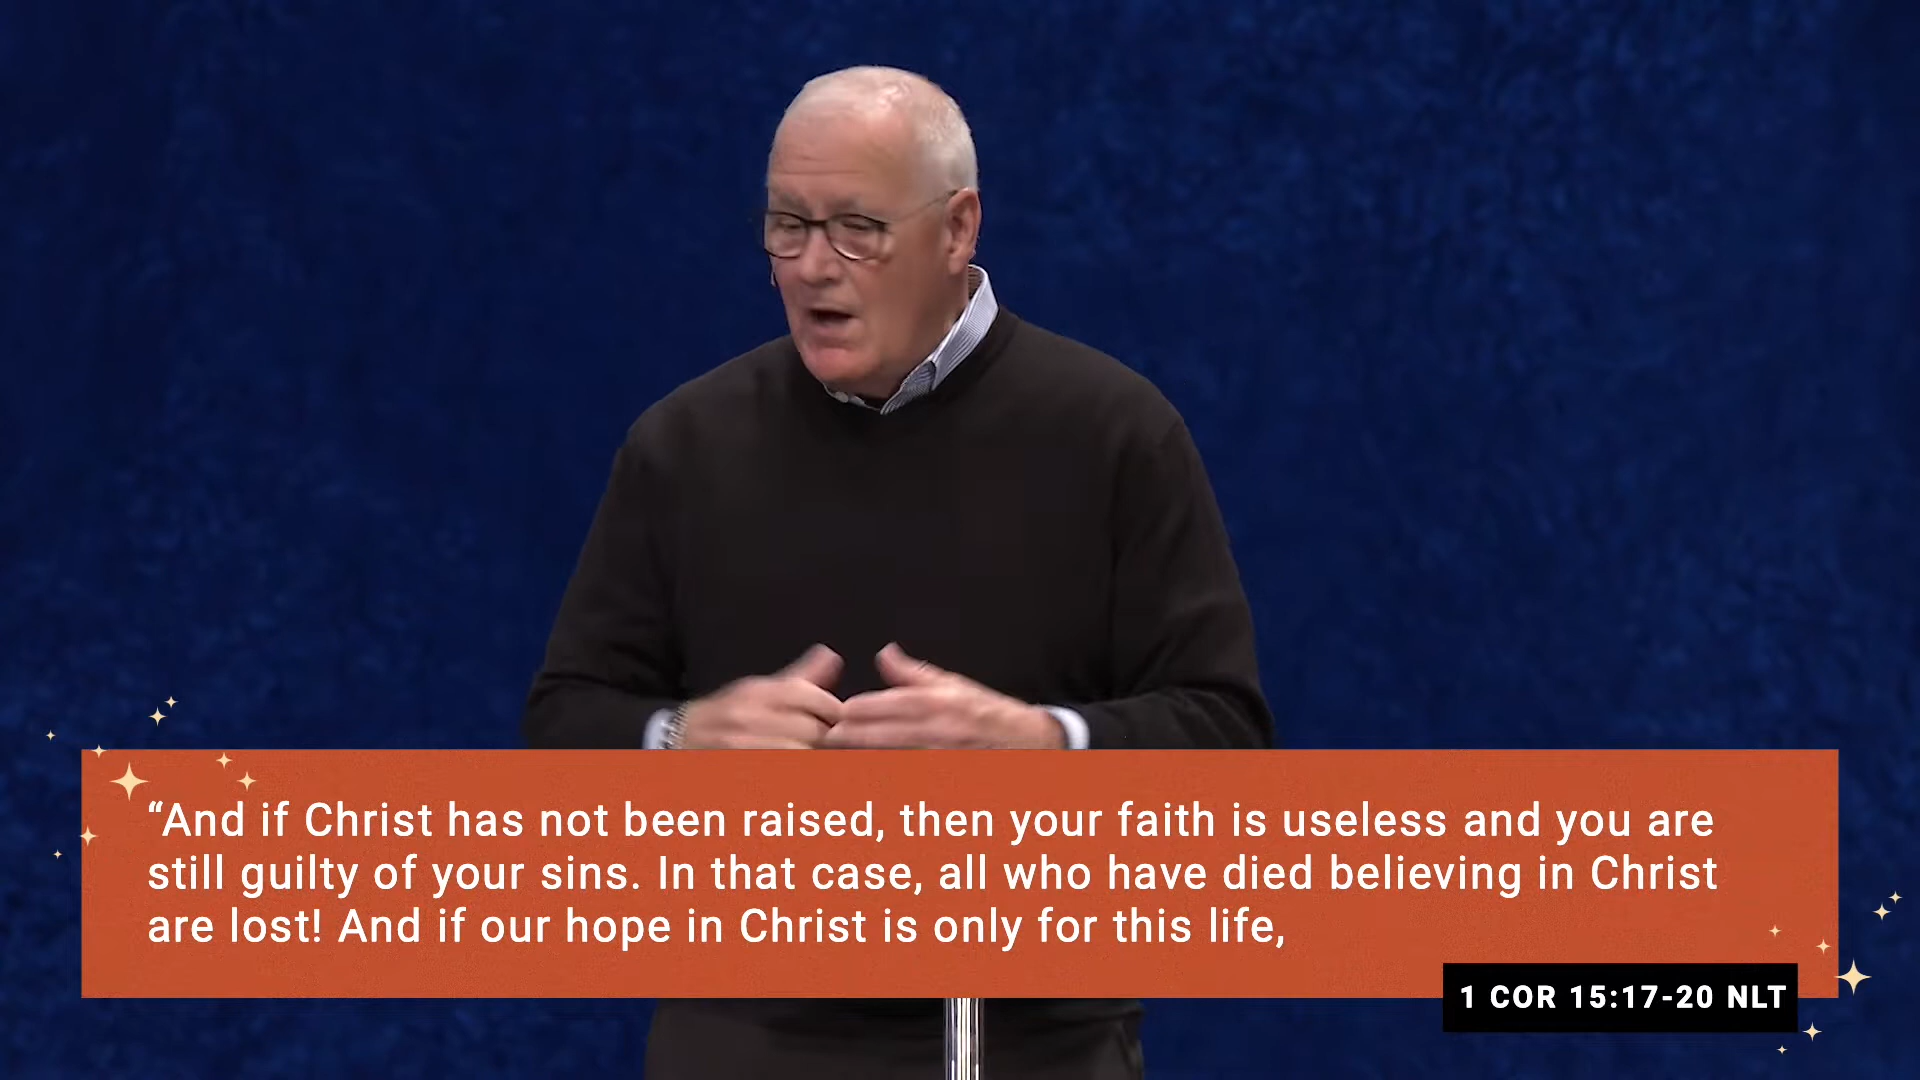 “And if Christ has not been raised, then your faith is useless and you are
still guilty of your sins. In that case, all who have died believing in Christ
are lost! And if our hope in Christ is only for this life,
1 COR 15:17-20 NLT